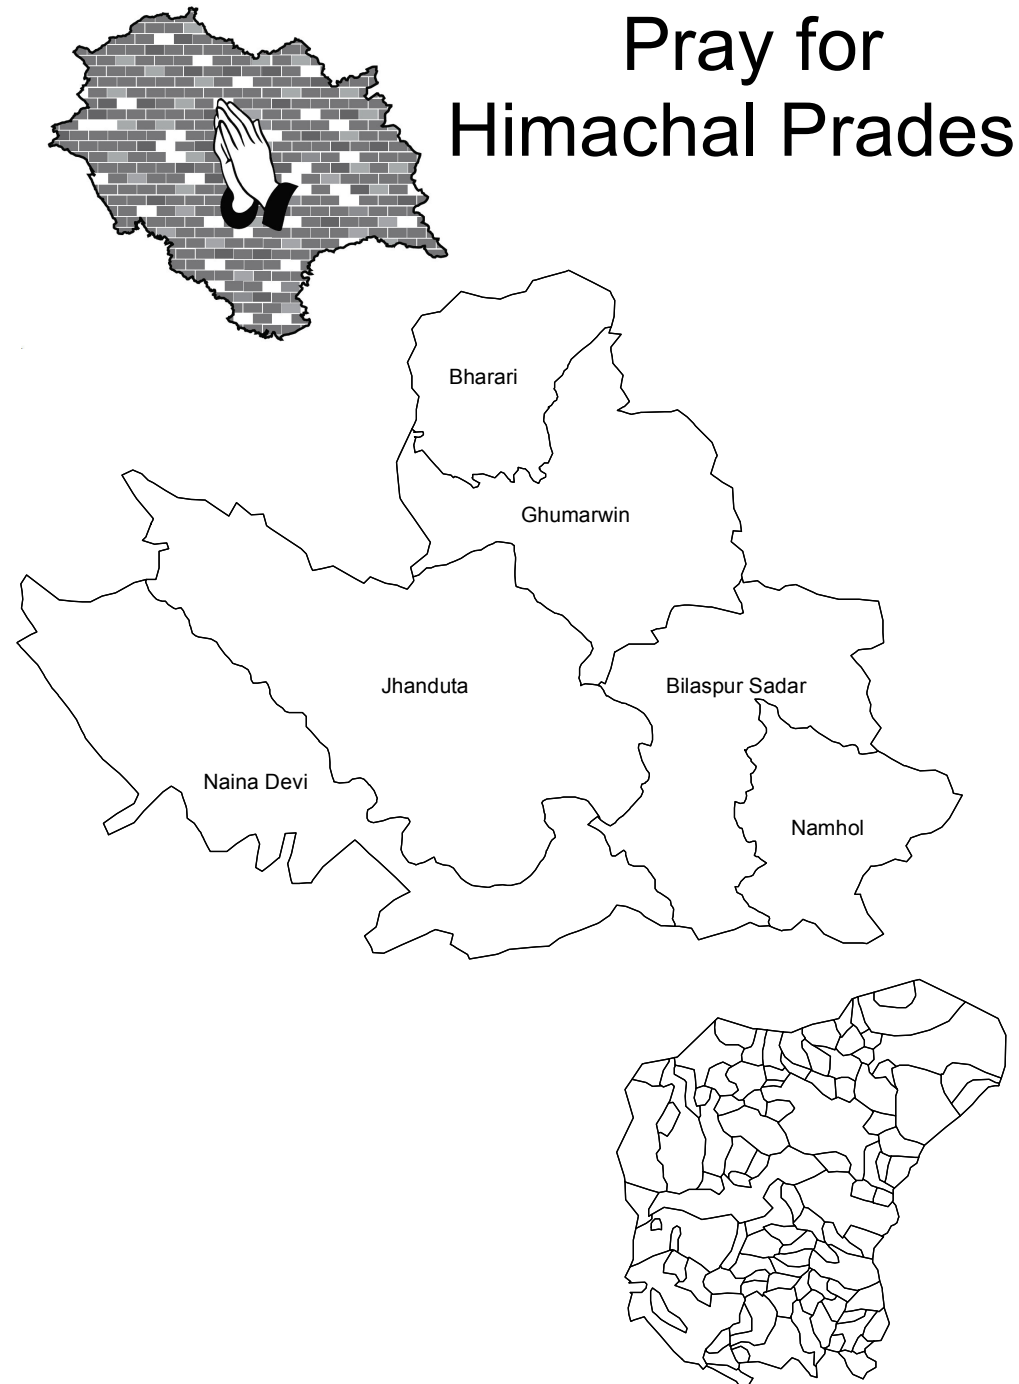 Pray for
Himachal Prades
Bharari
Ghumarwin
Jhanduta
Bilaspur Sadar
Naina Devi
Namhol